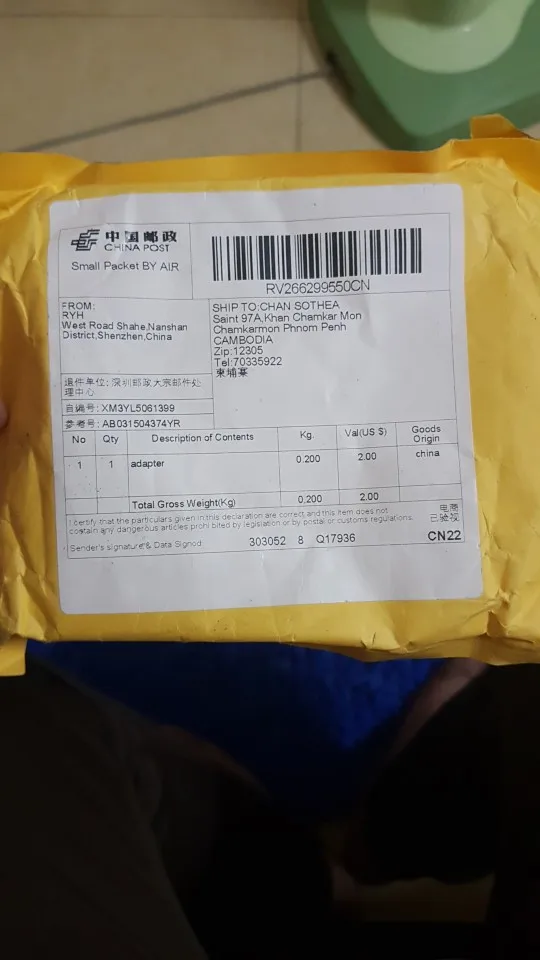 中国邮政
CHINA POST
Small Packet BY AIR
RV266299550CN
FROM:
RYH
West Road Shahe,Nanshan
District,Shenzhen,China
SHIP TO:CHAN SOTHEA
Saint 97A,Khan Chamkar Mon
Chamkarmon Phnom Penh
CAMBODIA
Zip:12305
Tel:70335922
柬埔寨
退件单位: 深圳邮政大宗邮件处
理中心
自编号: XM3YL5061399
参考号: AB031504374YR
No Qty Description of Contents Kg. Val(US $) Goods Origin
1 1 adapter 0.200 2.00 china
Total Gross Weight(Kg) 0.200 2.00
I certify that the particulars given in this declaration are correct and this item does not
contain any dangerous articles prohibited by legislation or by postal or customs regulations.
电商
已验视
Sender's signature& Data Signed: 303052 8 Q17936 CN22